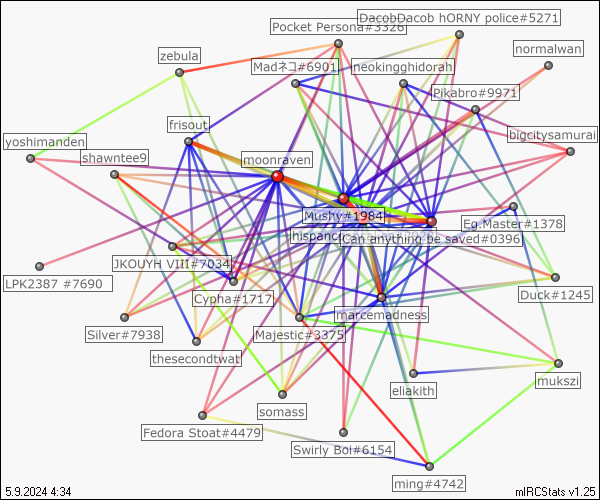 DacobDacob hORNY police#5271
Pocket Persona#3326
normalwan
zebula
Madネコ#6901
neokingghidorah
Pikabro#9971
frisout
bigcitysamurai
yoshimanden
shawntee9
moonraven
Mushy#1984
Eg.Master#1378
Can anything be saved#0396
JKOUYH VIII#7034
LPK2387 #7690
Cypha#1717
Duck#1245
marcemadness
Silver#7938
Majestic#3375
thesecondtwat
mukszi
eliakith
somass
Fedora Stoat#4479
Swirly Boi#6154
ming#4742
5.9.2024 4:34
mIRCStats v1.25